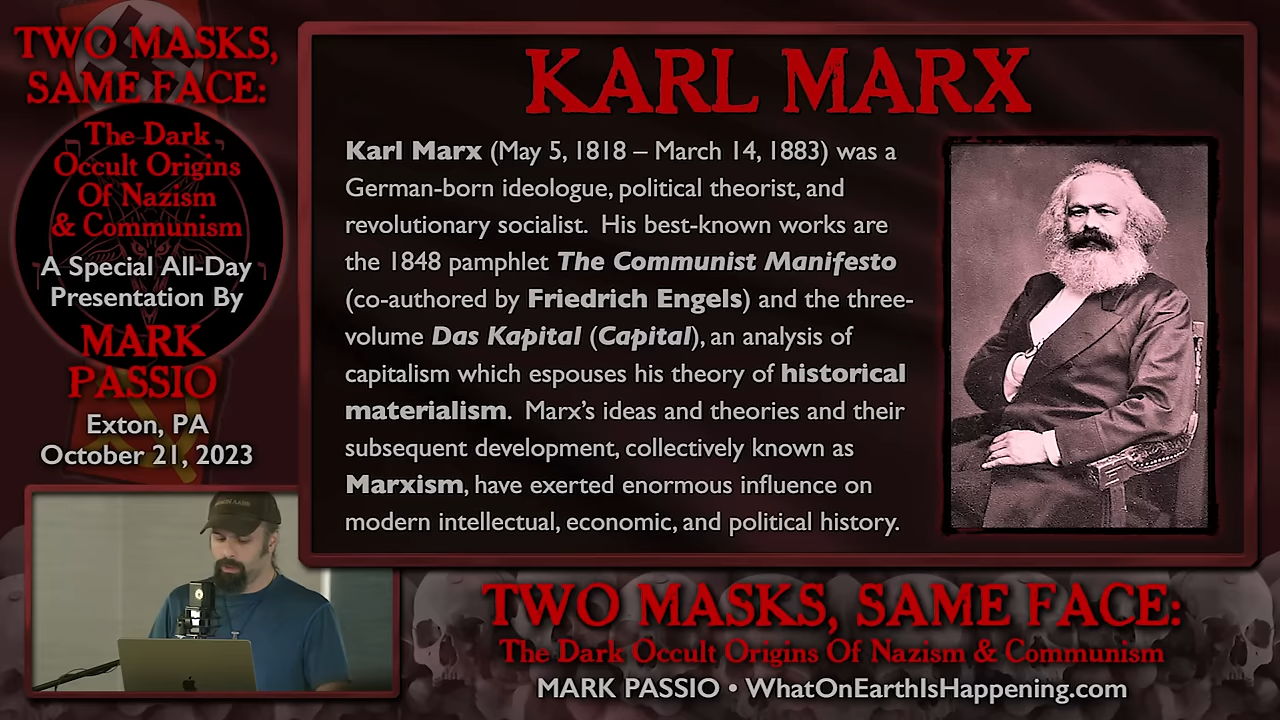 TWO MASKS,
SAME FACE:
The Dark
Occult Origins
Of Nazism
& Communism
A Special All-Day
Presentation By
MARK
PASSIO
Exton, PA
October 21, 2023
KARL MARX
Karl Marx (May 5, 1818 – March 14, 1883) was a
German-born ideologue, political theorist, and
revolutionary socialist.  His best-known works are
the 1848 pamphlet The Communist Manifesto
(co-authored by Friedrich Engels) and the three-
volume Das Kapital (Capital), an analysis of
capitalism which espouses his theory of historical
materialism.  Marx’s ideas and theories and their
subsequent development, collectively known as
Marxism, have exerted enormous influence on
modern intellectual, economic, and political history.
TWO MASKS, SAME FACE:
The Dark Occult Origins Of Nazism & Communism
MARK PASSIO • WhatOnEarthIsHappening.com